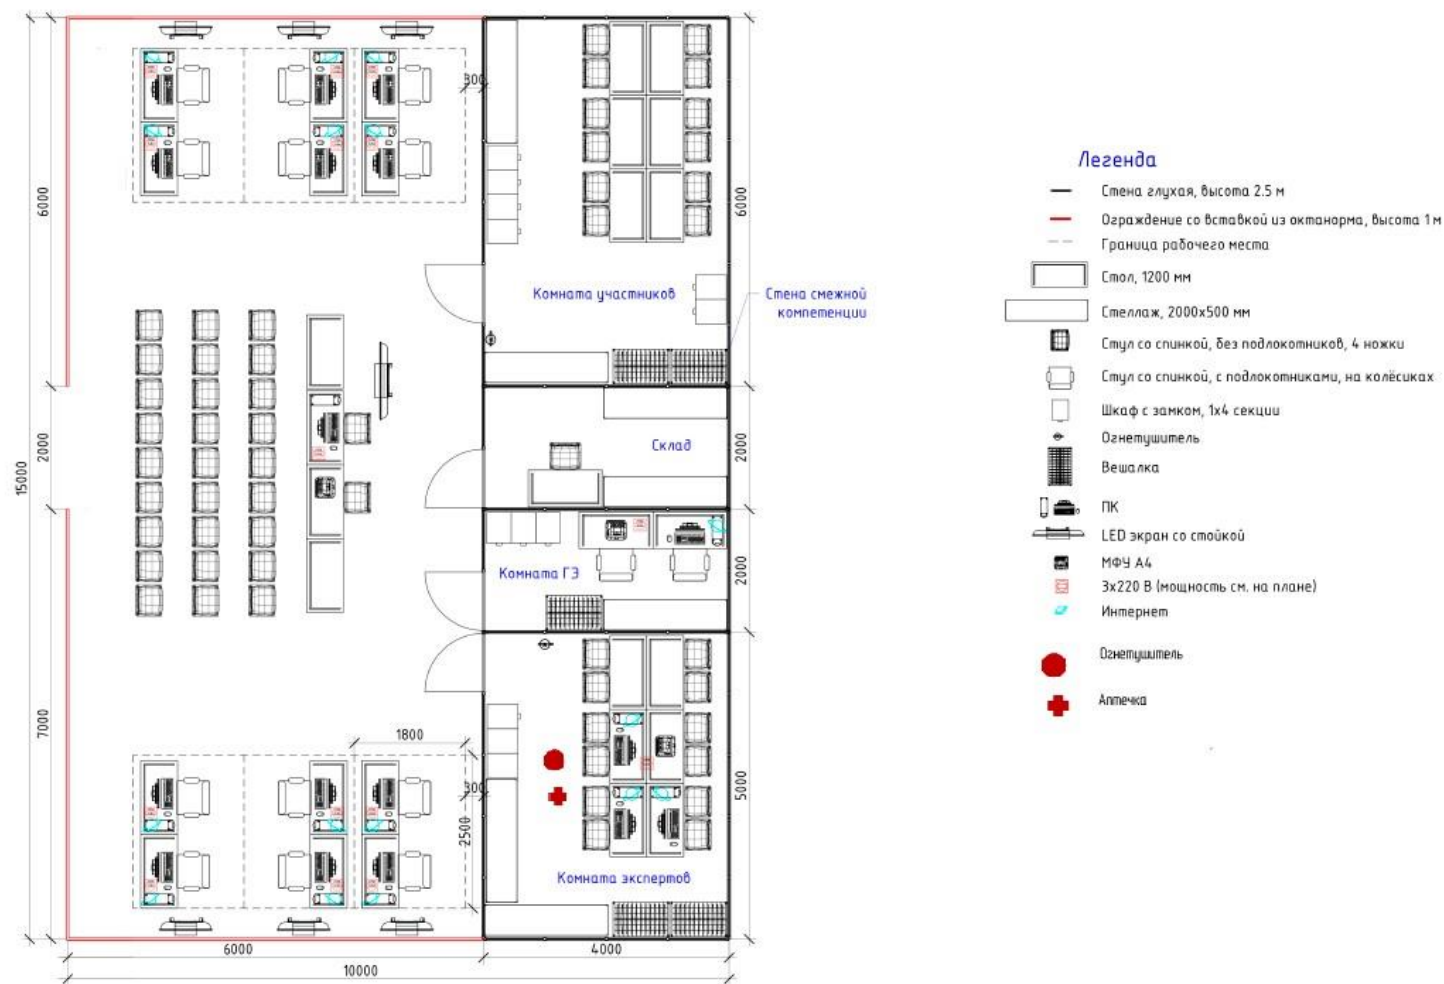 300
6000
6000
Комната участников
Стена смежной
компетенции
15000
2000
Склад
2000
Комната ГЭ
2000
7000
1800
300
2500
5000
Комната экспертов
6000
4000
10000
Легенда
Стена глухая, высота 2.5 м
Ограждение со вставкой из октанорма, высота 1 м
Граница рабочего места
Стол, 1200 мм
Стеллаж, 2000х500 мм
Стул со спинкой, без подлокотников, 4 ножки
Стул со спинкой, с подлокотниками, на колёсиках
Шкаф с замком, 1х4 секции
Огнетушитель
Вешалка
ПК
LED экран со стойкой
МФУ А4
3х220 В (мощность см. на плане)
Интернет
Огнетушитель
Аптечка